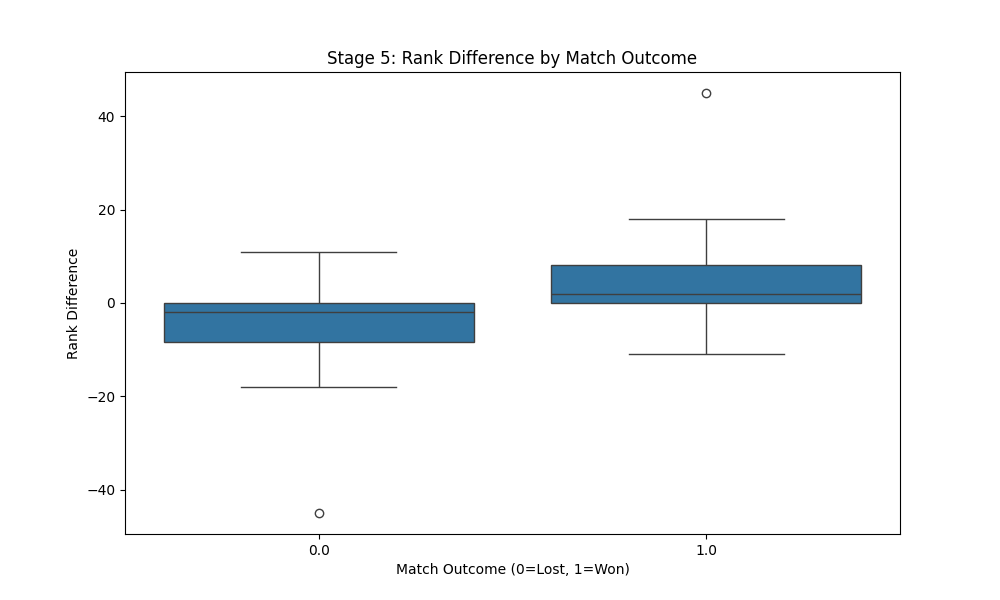 Stage 5: Rank Difference by Match Outcome
Rank Difference
40
20
0
−20
−40
0.0
1.0
Match Outcome (0=Lost, 1=Won)